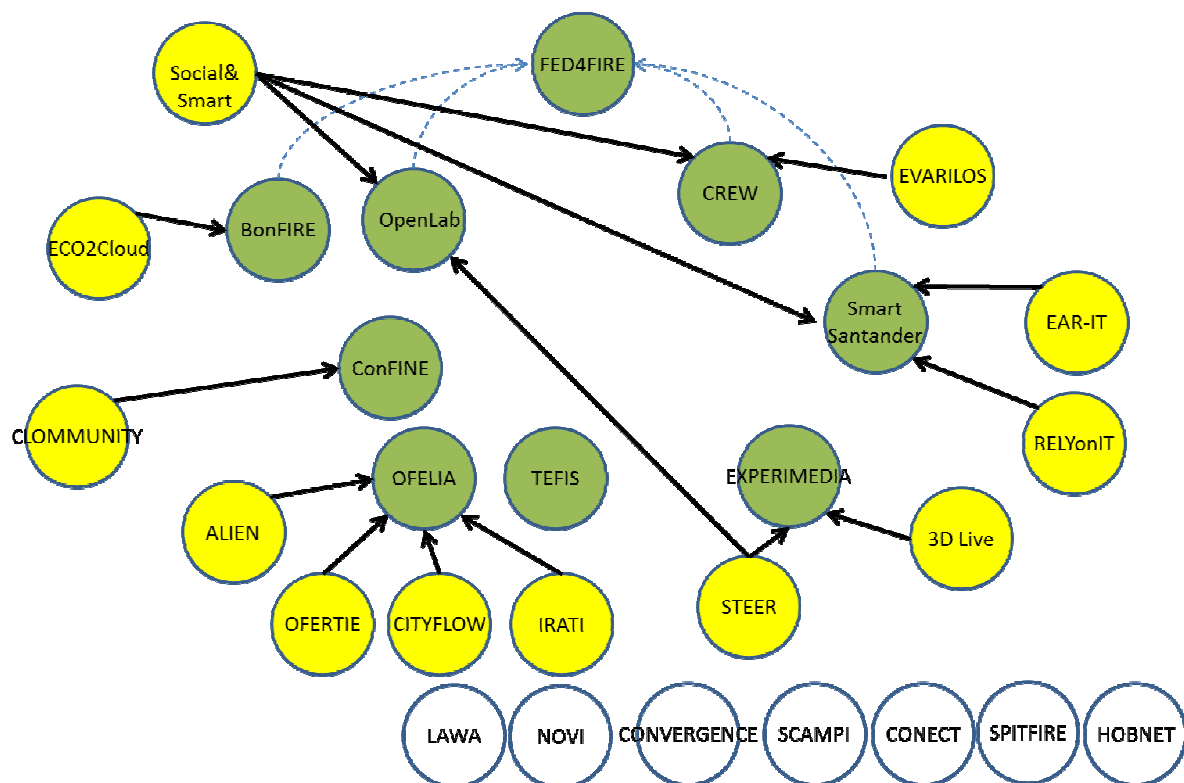 Social&
Smart
FED4FIRE
CREW
EVARILOS
OpenLab
BonFIRE
ECO2Cloud
Smart
Santander
EAR-IT
ConFINE
CLOMMUNITY
RELYonIT
OFELIA
TEFIS
EXPERIMEDIA
ALIEN
3D Live
OFERTIE
CITYFLOW
IRATI
STEER
LAWA
NOVI
CONVERGENCE
SCAMPI
CONECT
SPITFIRE
HOBNET